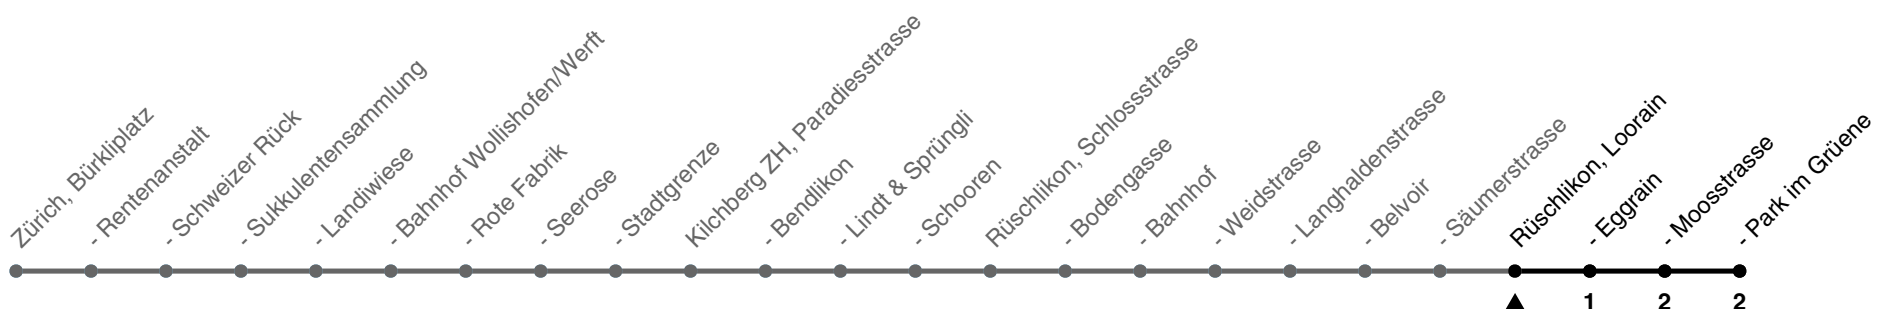 Zürich, Bürkliplatz
- Rentenanstalt
- Schweizer Rück
- Sukkulentensammlung
- Landiwiese
- Bahnhof Wollishofen/Werft
- Rote Fabrik
- Seerose
- Stadtgrenze
Kilchberg ZH, Paradiesstrasse
- Bendlikon
- Lindt & Sprüngli
- Schooren
Rüschlikon, Schlossstrasse
- Bodengasse
- Bahnhof
- Weidstrasse
- Langhaldenstrasse
- Belvoir
- Säumerstrasse
Rüschlikon, Loorain
- Eggrain
- Moosstrasse
- Park im Grüene
1 2 2